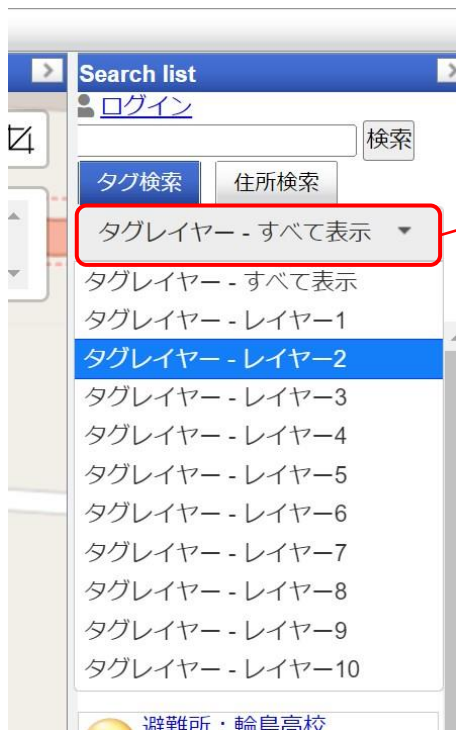 Search list
ログイン
検索
タグ検索 住所検索
タグレイヤー - すべて表示
タグレイヤー - すべて表示
タグレイヤー - レイヤー1
タグレイヤー - レイヤー2
タグレイヤー - レイヤー3
タグレイヤー - レイヤー4
タグレイヤー - レイヤー5
タグレイヤー - レイヤー6
タグレイヤー - レイヤー7
タグレイヤー - レイヤー8
タグレイヤー - レイヤー9
タグレイヤー - レイヤー10
避難所・輪島高校